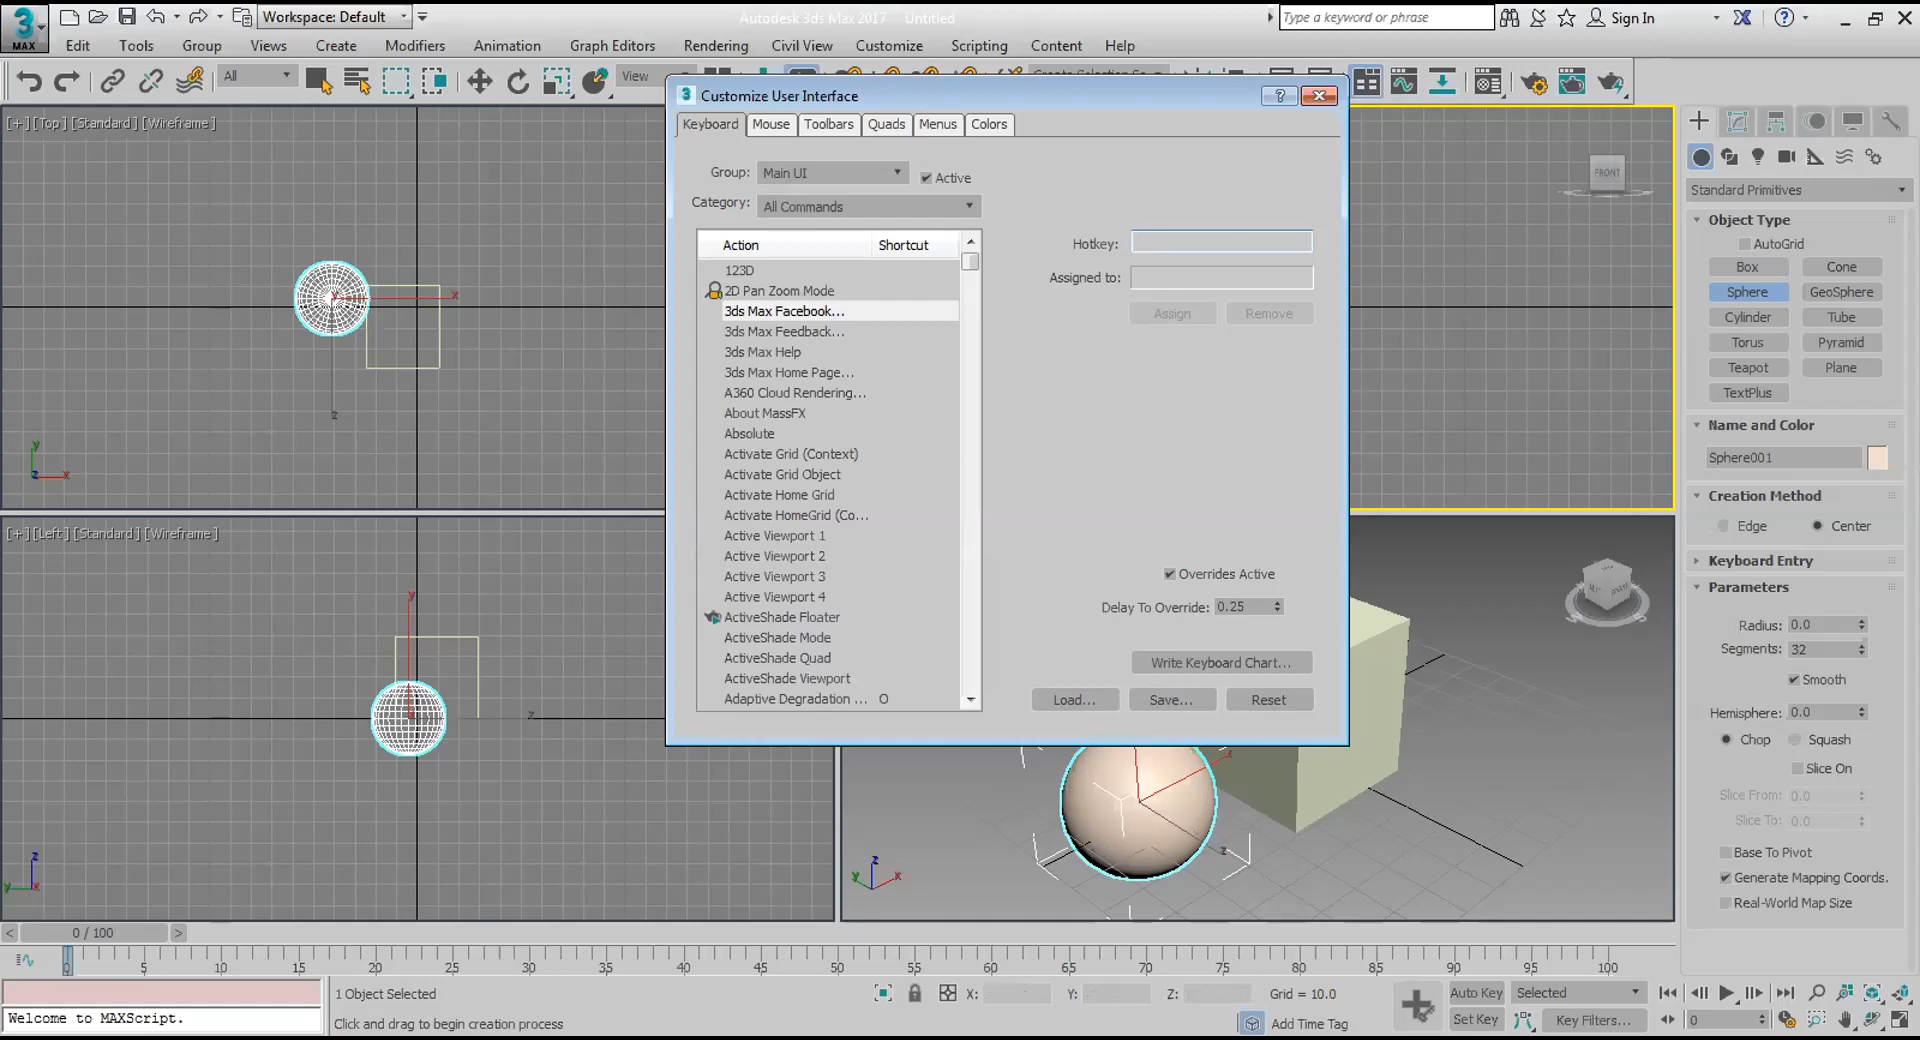 Workspace: Default
Autodesk 3ds Max 2017 Untitled
Type a keyword or phrase
Sign In
MAX
Edit Tools Group Views Create Modifiers Animation Graph Editors Rendering Civil View Customize Scripting Content Help
All
View
[+] [Top] [Standard] [Wireframe]
[+] [Left] [Standard] [Wireframe]
Customize User Interface
Keyboard Mouse Toolbars Quads Menus Colors
Group: Main UI
Active
Category: All Commands
Action Shortcut
123D
2D Pan Zoom Mode
3ds Max Facebook...
3ds Max Feedback...
3ds Max Help
3ds Max Home Page...
A360 Cloud Rendering...
About MassFX
Absolute
Activate Grid (Context)
Activate Grid Object
Activate Home Grid
Activate HomeGrid (Co...
Active Viewport 1
Active Viewport 2
Active Viewport 3
Active Viewport 4
ActiveShade Floater
ActiveShade Mode
ActiveShade Quad
ActiveShade Viewport
Adaptive Degradation ... O
Hotkey:
Assigned to:
Assign Remove
Overrides Active
Delay To Override: 0.25
Write Keyboard Chart...
Load... Save... Reset
FRONT
Standard Primitives
Object Type
AutoGrid
Box Cone
Sphere GeoSphere
Cylinder Tube
Torus Pyramid
Teapot Plane
TextPlus
Name and Color
Sphere001
Creation Method
Edge Center
Keyboard Entry
Parameters
Radius: 0.0
Segments: 32
Smooth
Hemisphere: 0.0
Chop Squash
Slice On
Slice From: 0.0
Slice To: 0.0
Base To Pivot
Generate Mapping Coords.
Real-World Map Size
0 / 100
0 5 10 15 20 25 30 35 40 45 50 55 60 65 70 75 80 85 90 95 100
1 Object Selected
X: Y: Z: Grid = 10.0
Auto Key Selected
Welcome to MAXScript.
Click and drag to begin creation process
Add Time Tag
Set Key Key Filters... 0